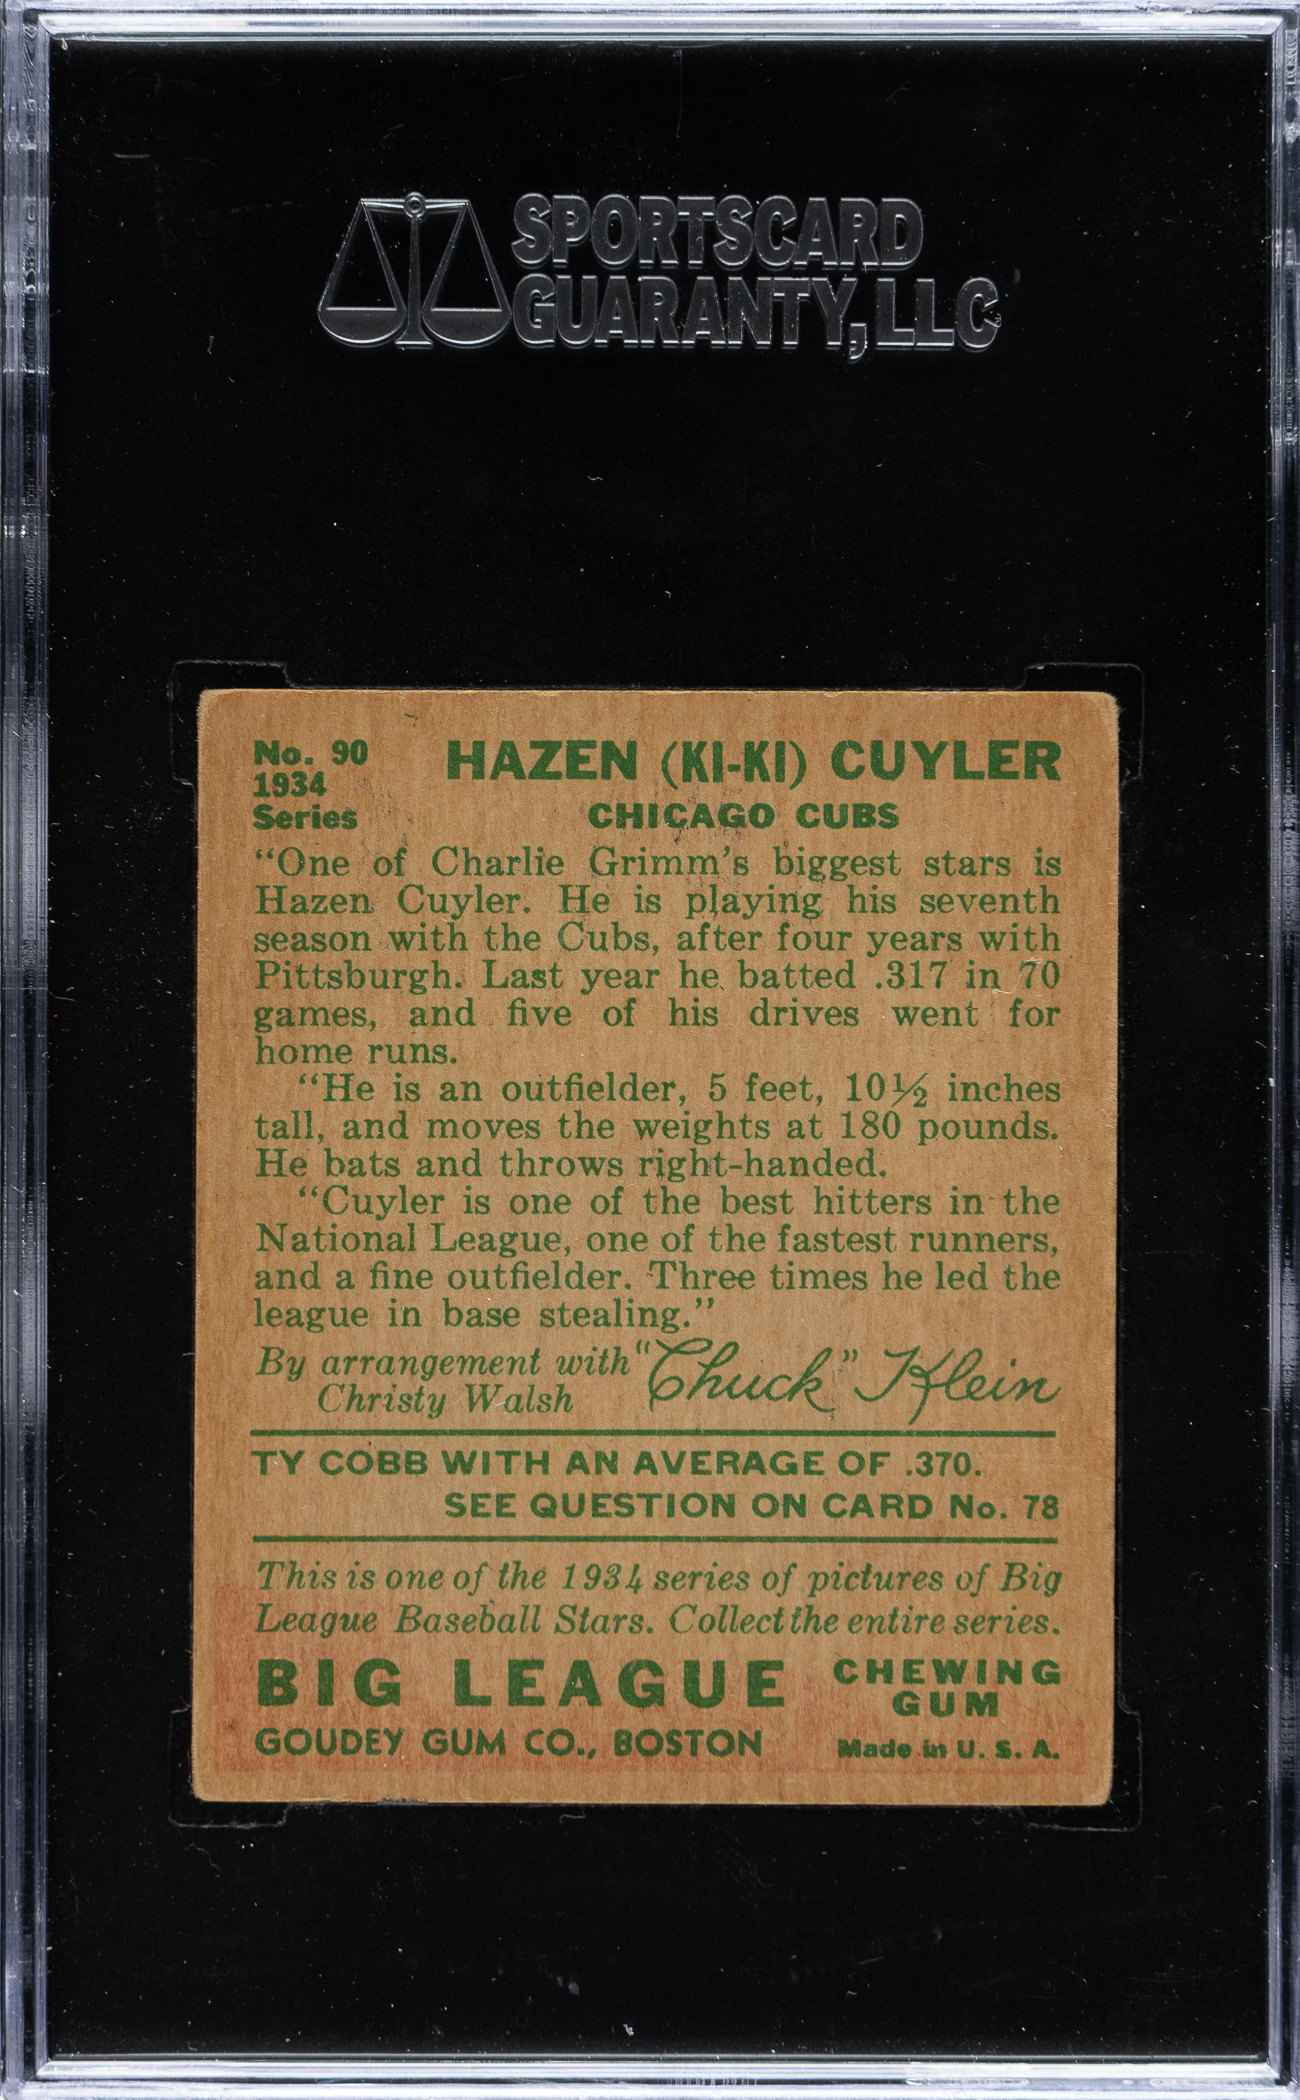 SPORTSCARD
GUARANTY, LLC
No. 90
1934
Series
HAZEN (KI-KI) CUYLER
CHICAGO CUBS
“One of Charlie Grimm’s biggest stars is
Hazen Cuyler. He is playing his seventh
season with the Cubs, after four years with
Pittsburgh. Last year he batted .317 in 70
games, and five of his drives went for
home runs.
“He is an outfielder, 5 feet, 10½ inches
tall, and moves the weights at 180 pounds.
He bats and throws right-handed.
“Cuyler is one of the best hitters in the
National League, one of the fastest runners,
and a fine outfielder. Three times he led the
league in base stealing.”
By arrangement with
Christy Walsh
“Chuck” Klein
TY COBB WITH AN AVERAGE OF .370.
SEE QUESTION ON CARD No. 78
This is one of the 1934 series of pictures of Big
League Baseball Stars. Collect the entire series.
BIG LEAGUE
CHEWING
GUM
GOUDEY GUM CO., BOSTON
Made in U. S. A.